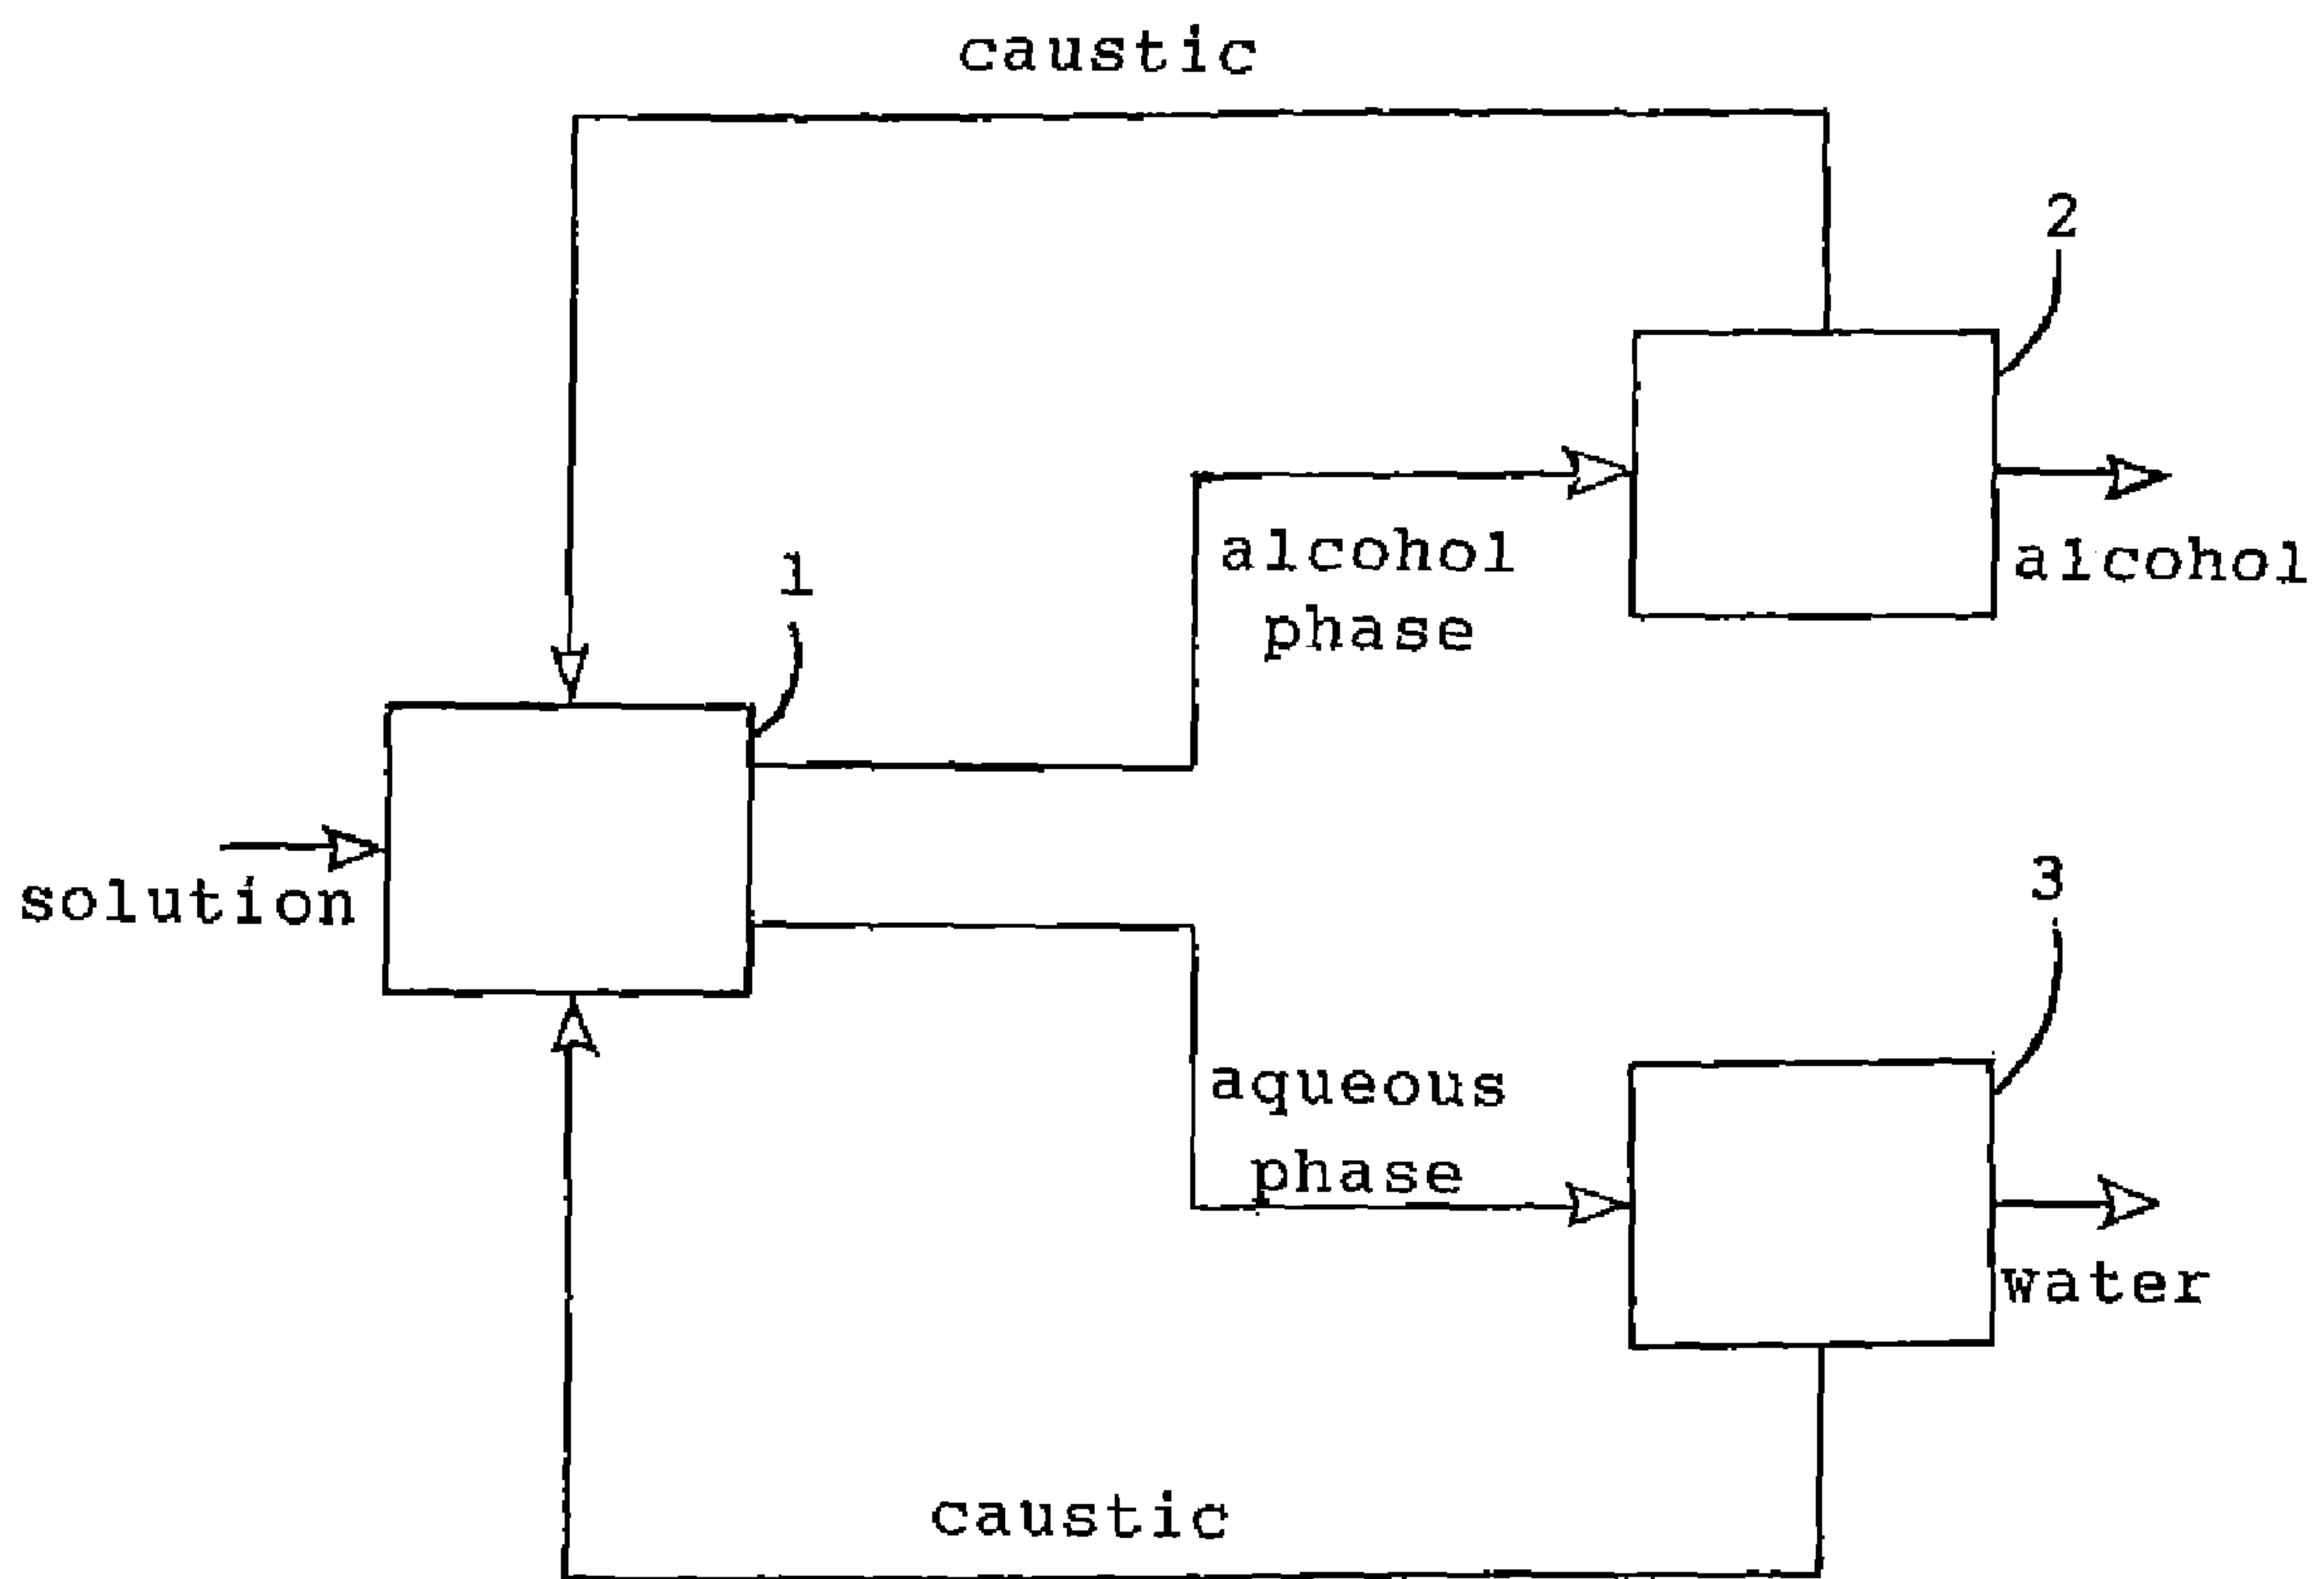 caustic
2
alcohol
phase
alcohol
1
solution
3
aqueous
phase
water
caustic